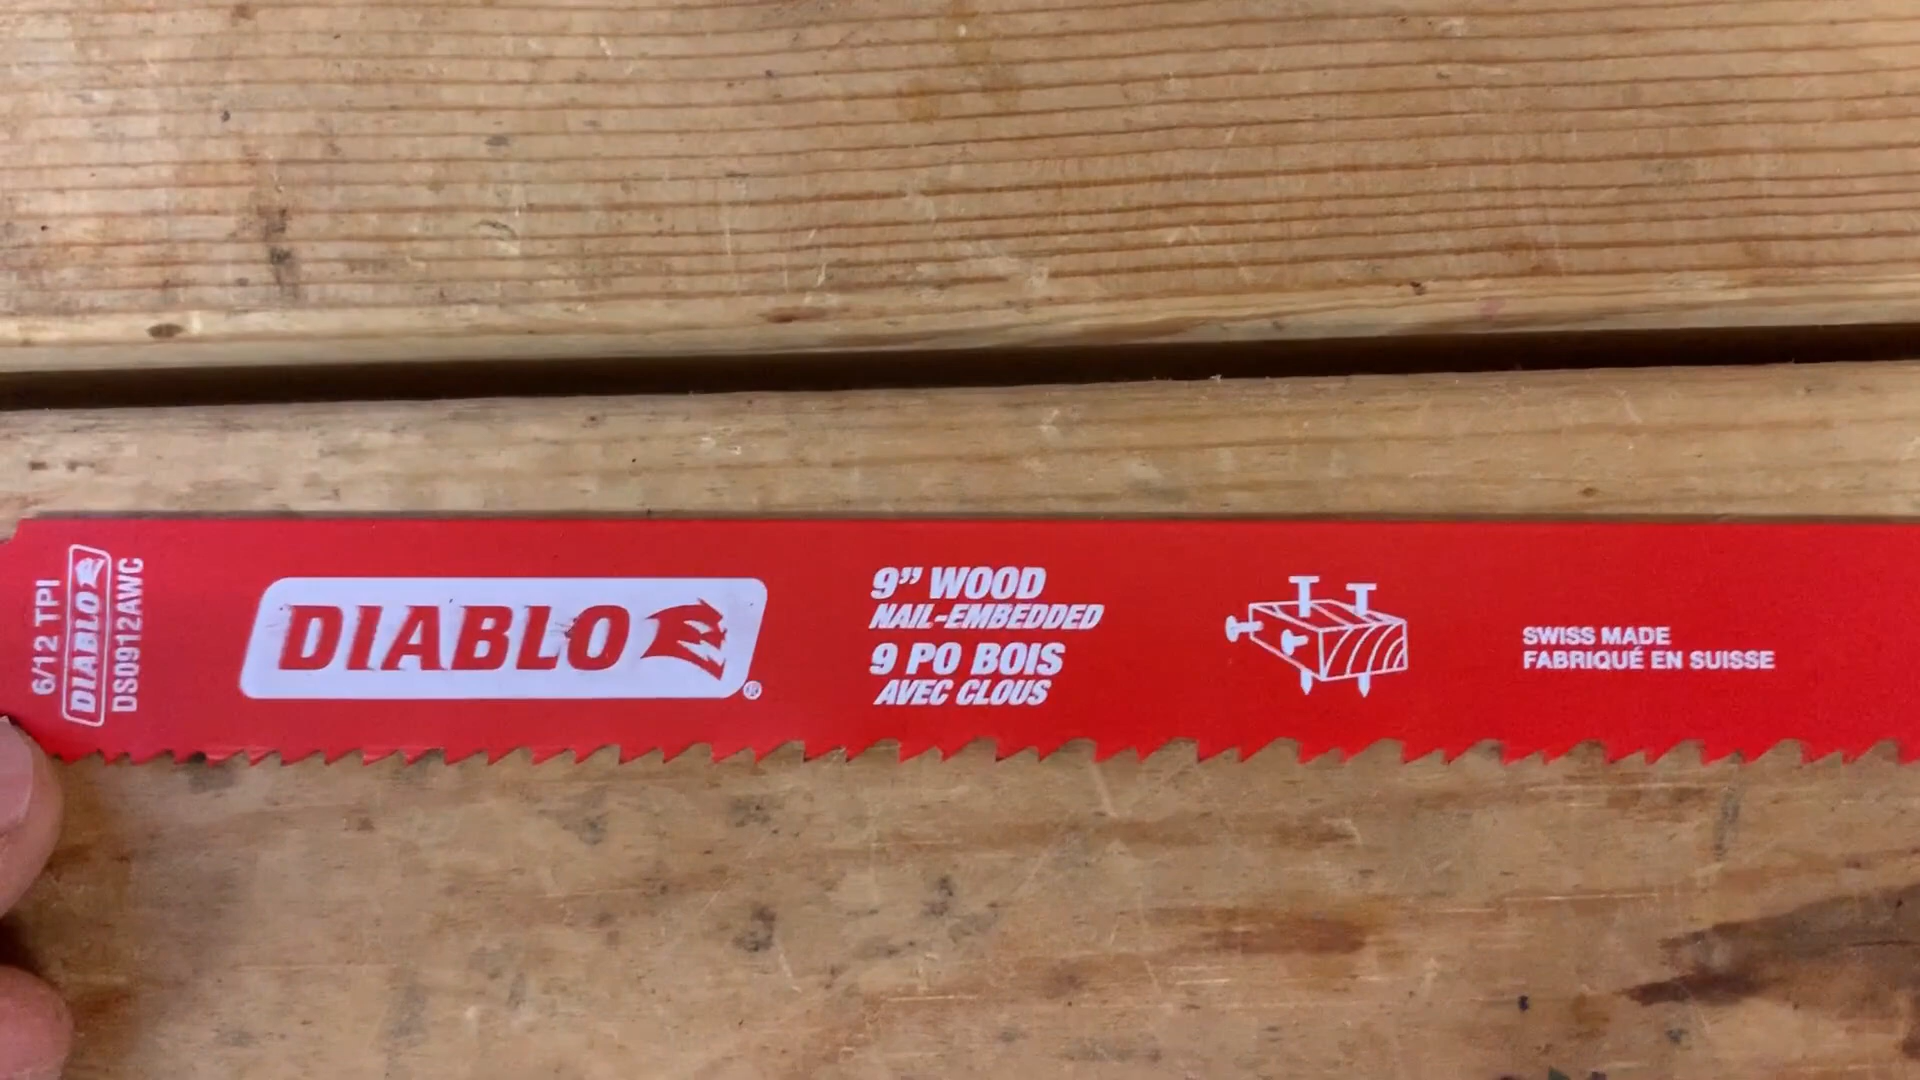 6/12 TPI
DIABLO
DS0912AWC
DIABLO
®
9” WOOD
NAIL-EMBEDDED
9 PO BOIS
AVEC CLOUS
SWISS MADE
FABRIQUÉ EN SUISSE